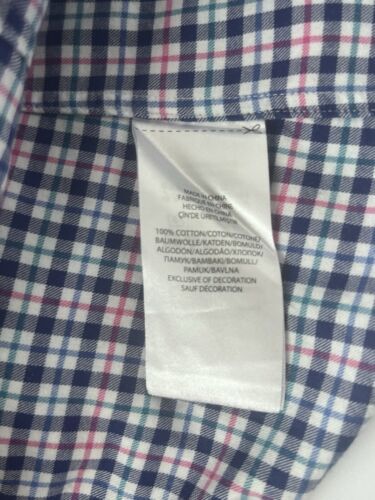 MADE IN CHINA
FABRIQUÉ EN CHINE
HECHO EN CHINA
ÇİN'DE ÜRETİLMİŞTİR
100% COTTON/COTON/COTONE/
BAUMWOLLE/KATOEN/BOMULD/
ALGODÓN/ALGODÃO/ХЛОПОК/
ПАМУК/BAMBAKI/BOMULL/
PAMUK/BAVLNA
EXCLUSIVE OF DECORATION
SAUF DÉCORATION